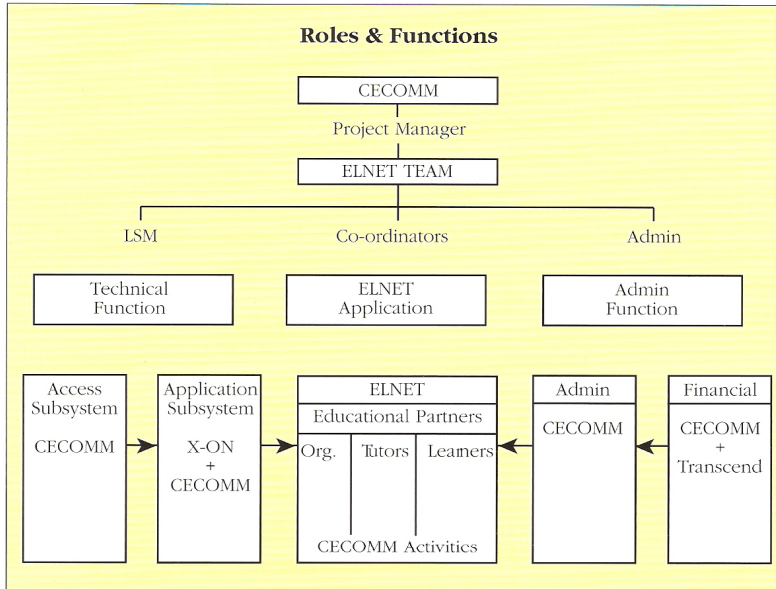 Roles & Functions
CECOMM
Project Manager
ELNET TEAM
LSM
Co-ordinators
Admin
Technical
Function
ELNET
Application
Admin
Function
Access
Subsystem
CECOMM
Application
Subsystem
X-ON
+
CECOMM
ELNET
Educational Partners
Org.
Tutors
Learners
CECOMM Activities
Admin
CECOMM
Financial
CECOMM
+
Transcend